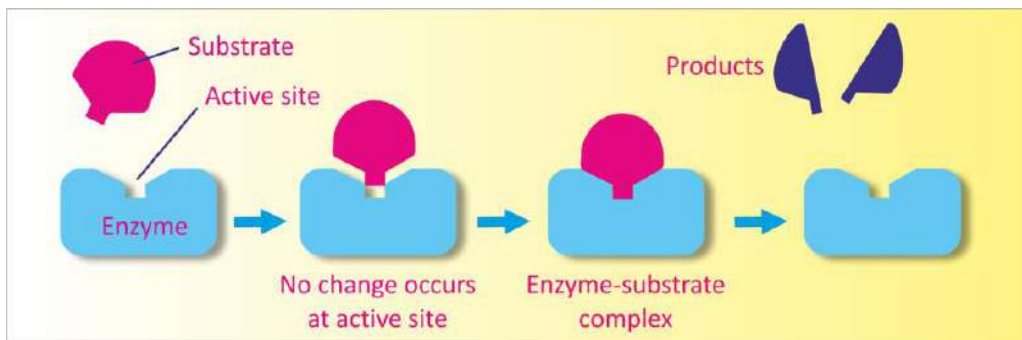 Substrate
Products
Active site
Enzyme
No change occurs
at active site
Enzyme-substrate
complex